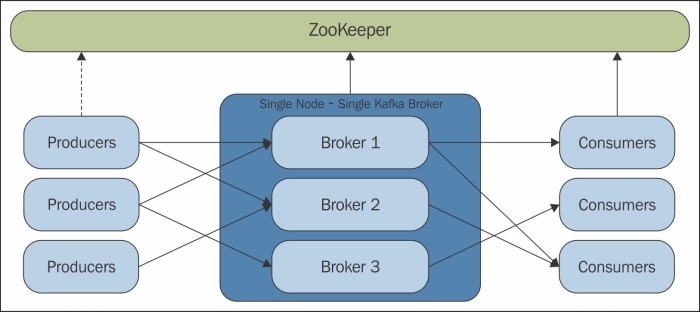 ZooKeeper
Single Node - Single Kafka Broker
Producers
Broker 1
Consumers
Producers
Broker 2
Consumers
Producers
Broker 3
Consumers